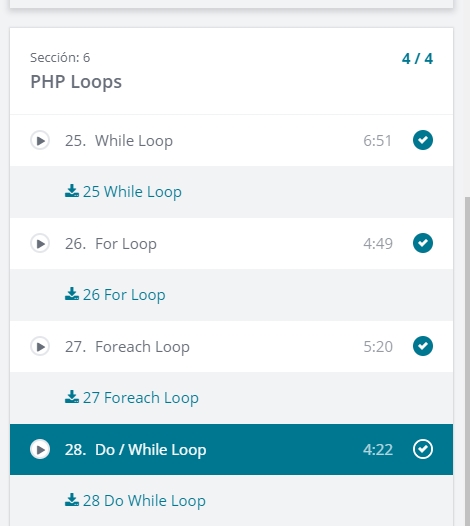 Sección: 6
4 / 4
PHP Loops
25. While Loop 6:51
25 While Loop
26. For Loop 4:49
26 For Loop
27. Foreach Loop 5:20
27 Foreach Loop
28. Do / While Loop 4:22
28 Do While Loop